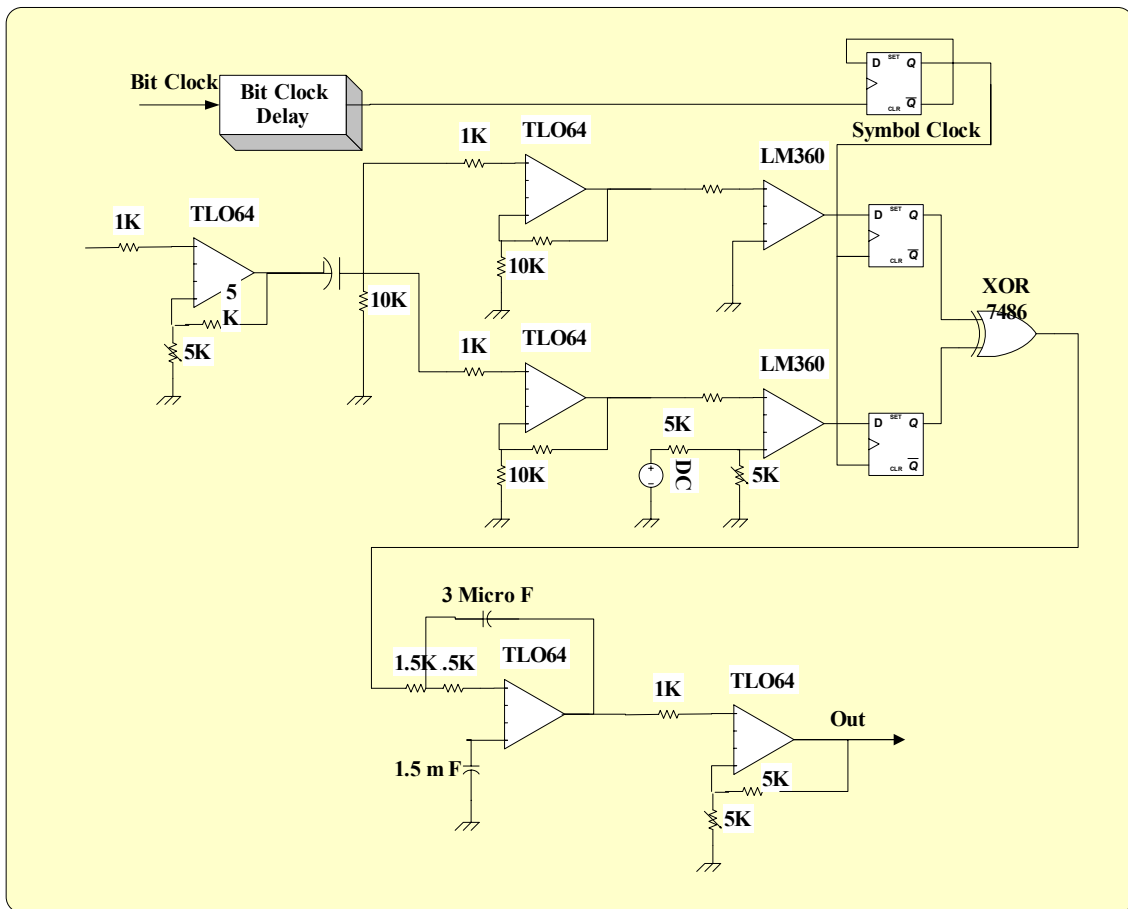 Bit Clock
Bit Clock
Delay
SET
D
Q
CLR
Q
Symbol Clock
TLO64
1K
LM360
TLO64
1K
SET
D
Q
CLR
Q
10K
5
K
10K
XOR
7486
5K
TLO64
1K
LM360
SET
D
Q
5K
CLR
Q
10K
DC
5K
3 Micro F
1.5K
.5K
TLO64
1K
TLO64
Out
1.5 m F
5K
5K